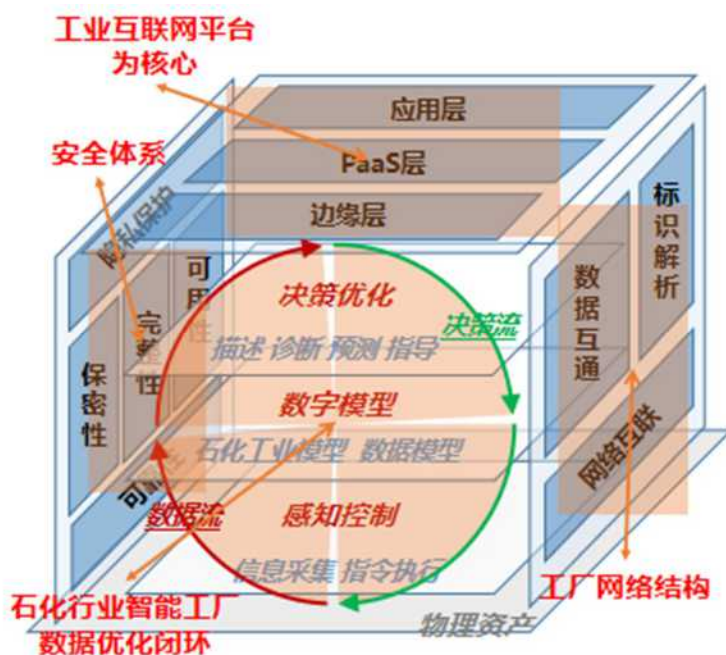 工业互联网平台
为核心
应用层
安全体系
PaaS层
标识解析
边缘层
隐私保护
可用性
数据互通
决策优化
决策流
完整性
描述 诊断 预测 指导
保密性
数字模型
石化工业模型 数据模型
网络互联
数据流
感知控制
信息采集 指令执行
工厂网络结构
石化行业智能工厂
数据优化闭环
物理资产